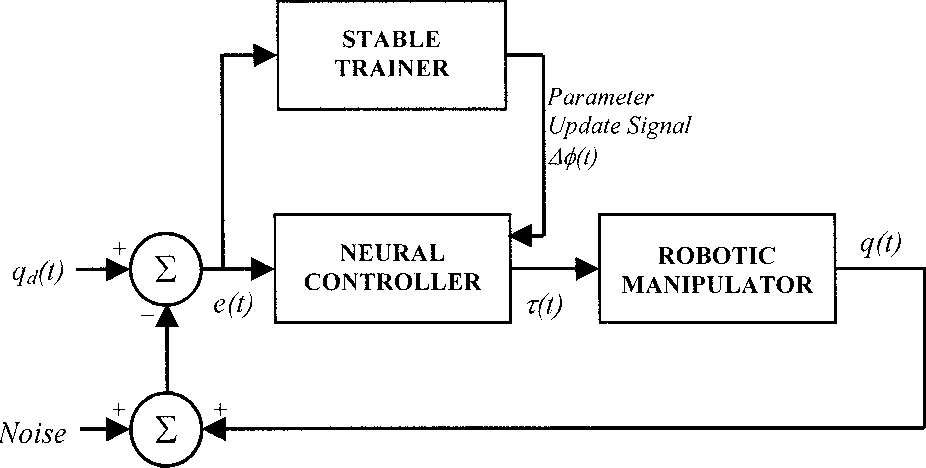 STABLE
TRAINER
Parameter
Update Signal
Δϕ(t)
+
q_d(t)
Σ
−
e(t)
NEURAL
CONTROLLER
τ(t)
ROBOTIC
MANIPULATOR
q(t)
Noise
+
Σ
+